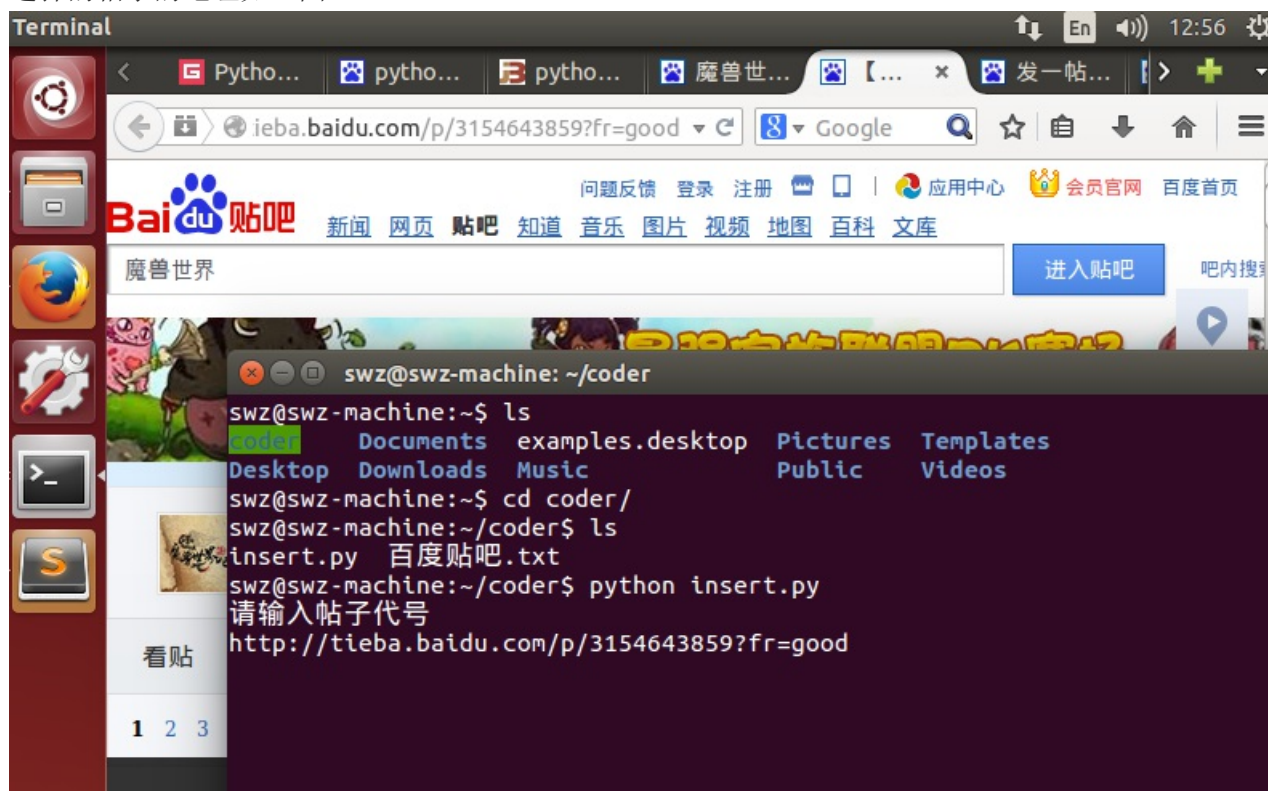 Terminal En 12:56
Pytho... pytho... pytho... 魔兽世... 【... 发一帖...
ieba.baidu.com/p/3154643859?fr=good Google
问题反馈 登录 注册 应用中心 会员官网 百度首页
Bai du 贴吧 新闻 网页 贴吧 知道 音乐 图片 视频 地图 百科 文库
魔兽世界 进入贴吧 吧内搜
swz@swz-machine: ~/coder
swz@swz-machine:~$ ls
coder Documents examples.desktop Pictures Templates
Desktop Downloads Music Public Videos
swz@swz-machine:~$ cd coder/
swz@swz-machine:~/coder$ ls
insert.py 百度贴吧.txt
swz@swz-machine:~/coder$ python insert.py
请输入帖子代号
http://tieba.baidu.com/p/3154643859?fr=good
看贴
1 2 3